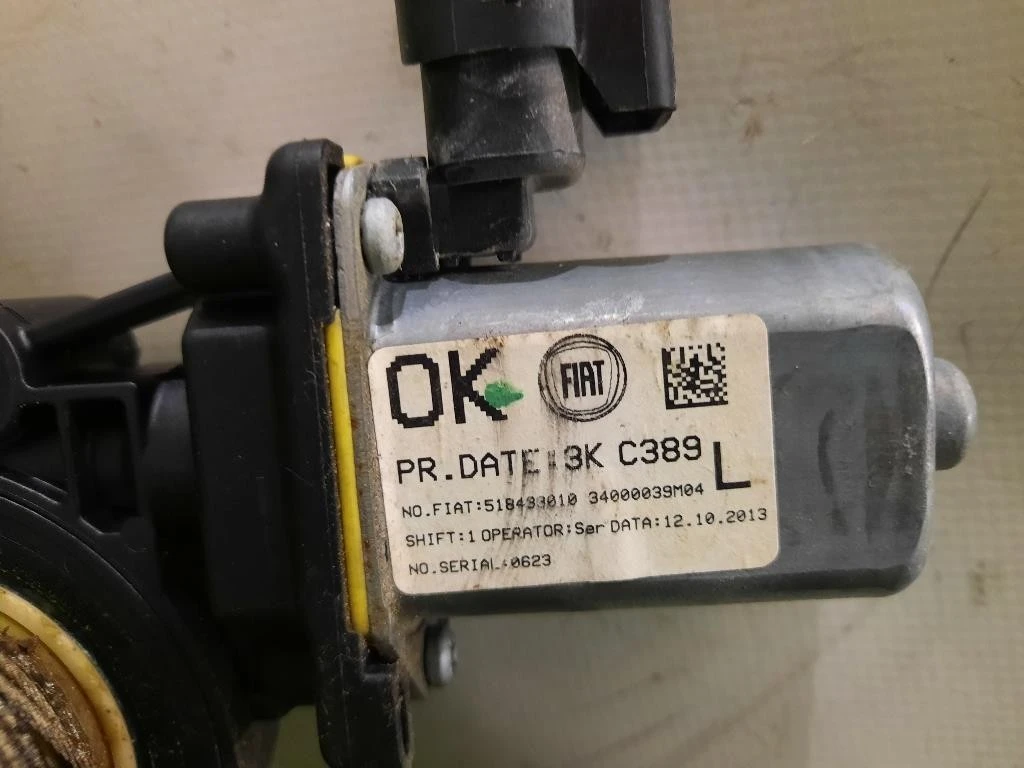 OK FIAT
PR.DATE:3K C389 L
NO.FIAT:518433010 34000039M04
SHIFT:1 OPERATOR:Ser DATA:12.10.2013
NO.SERIAL:0623